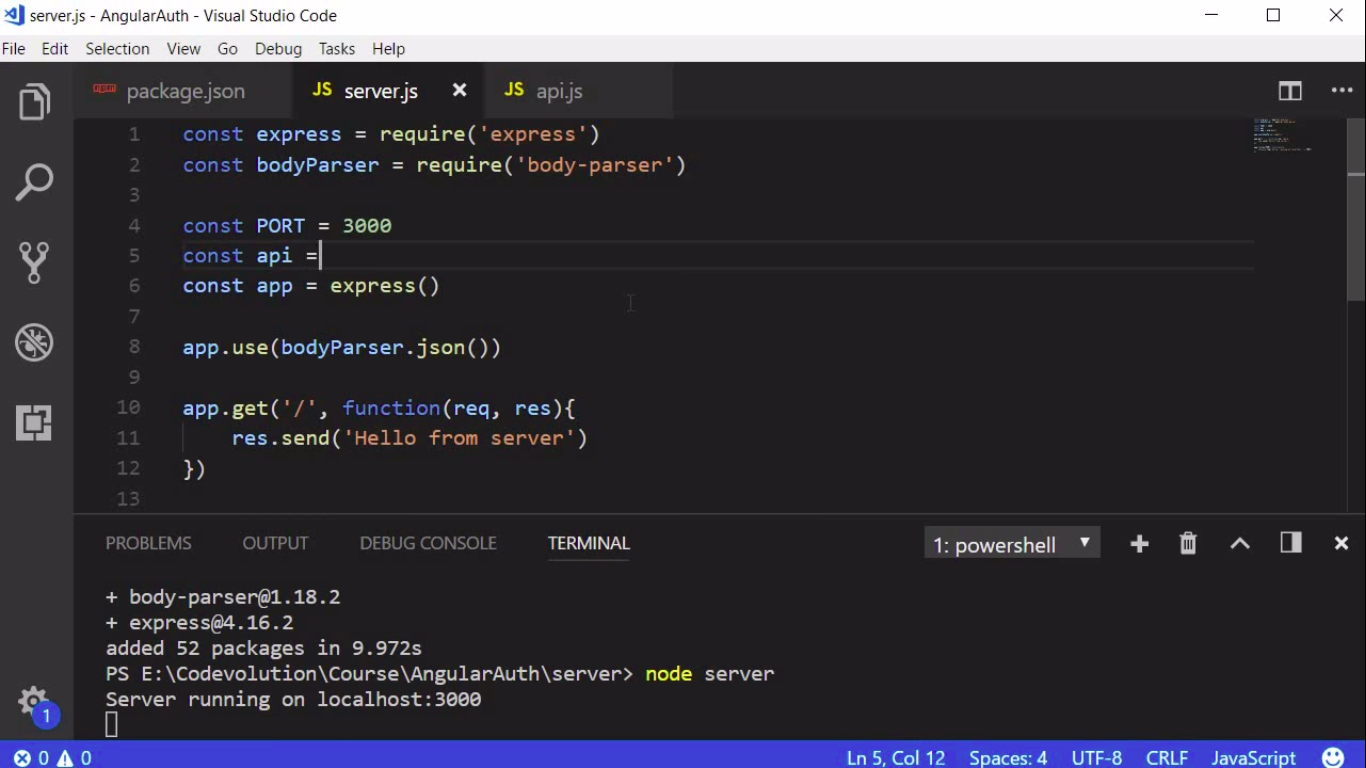 server.js - AngularAuth - Visual Studio Code
File Edit Selection View Go Debug Tasks Help
npm package.json JS server.js JS api.js
1 const express = require('express')
2 const bodyParser = require('body-parser')
3
4 const PORT = 3000
5 const api =
6 const app = express()
7
8 app.use(bodyParser.json())
9
10 app.get('/', function(req, res){
11 res.send('Hello from server')
12 })
13
PROBLEMS OUTPUT DEBUG CONSOLE TERMINAL 1: powershell
+ body-parser@1.18.2
+ express@4.16.2
added 52 packages in 9.972s
PS E:\Codevolution\Course\AngularAuth\server> node server
Server running on localhost:3000
1
0 0 Ln 5, Col 12 Spaces: 4 UTF-8 CRLF JavaScript